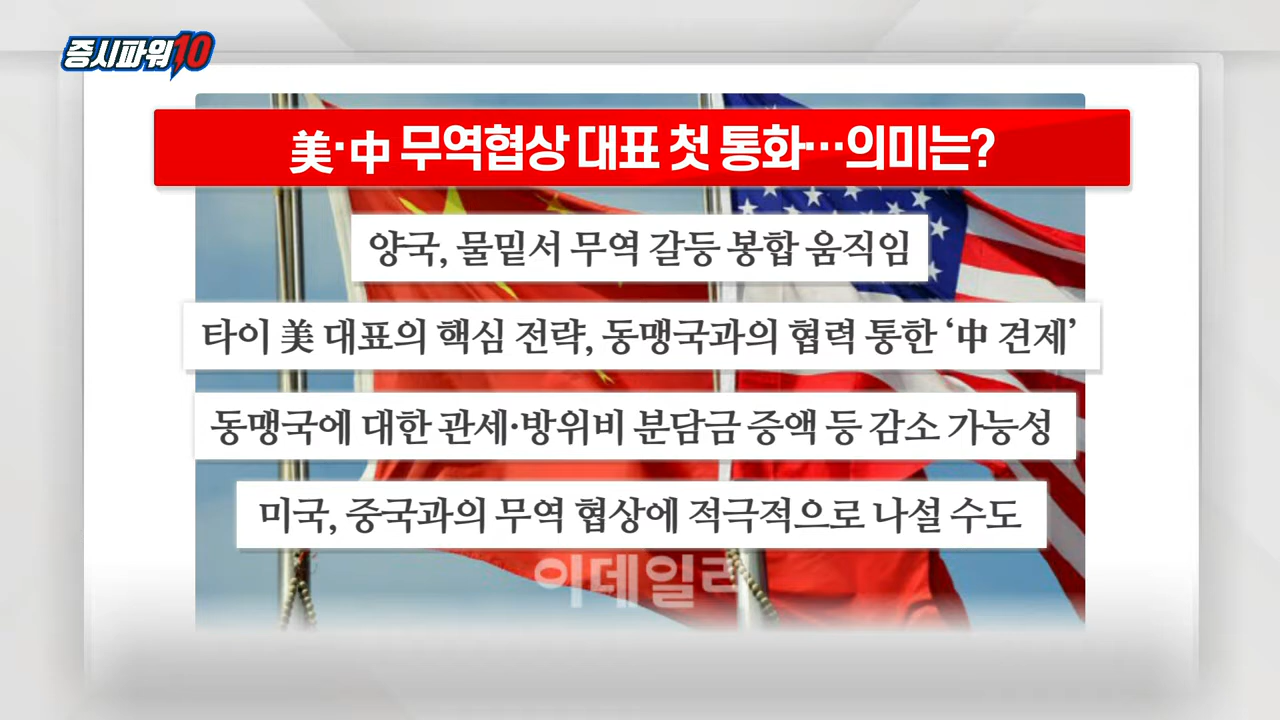 증시파워10
美·中 무역협상 대표 첫 통화…의미는?
양국, 물밑서 무역 갈등 봉합 움직임
타이 美 대표의 핵심 전략, 동맹국과의 협력 통한 ‘中 견제’
동맹국에 대한 관세·방위비 분담금 증액 등 감소 가능성
미국, 중국과의 무역 협상에 적극적으로 나설 수도
이데일리